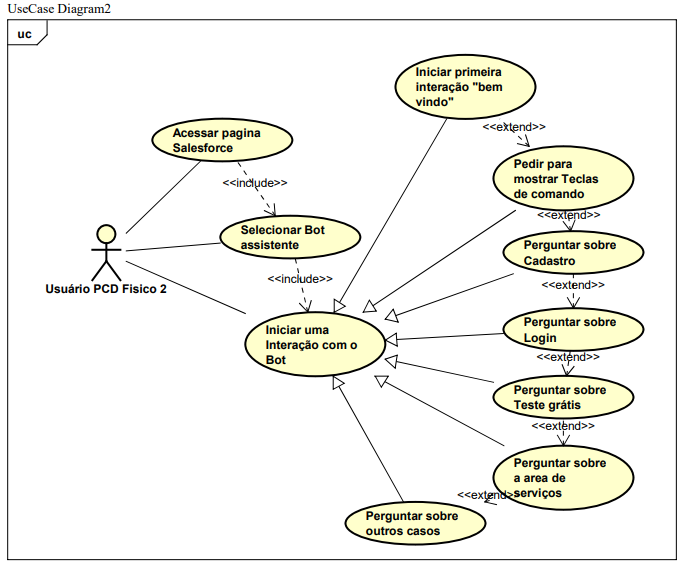 UseCase Diagram2
uc
Iniciar primeira
interação "bem
vindo"
<<extend>>
Acessar pagina
Salesforce
Pedir para
mostrar Teclas
de comando
<<include>>
<<extend>>
Selecionar Bot
assistente
Perguntar sobre
Cadastro
<<include>>
<<extend>>
Usuário PCD Fisico 2
Iniciar uma
Interação com o
Bot
Perguntar sobre
Login
<<extend>>
Perguntar sobre
Teste grátis
<<extend>>
Perguntar sobre
a area de
serviços
<<extend>>
Perguntar sobre
outros casos